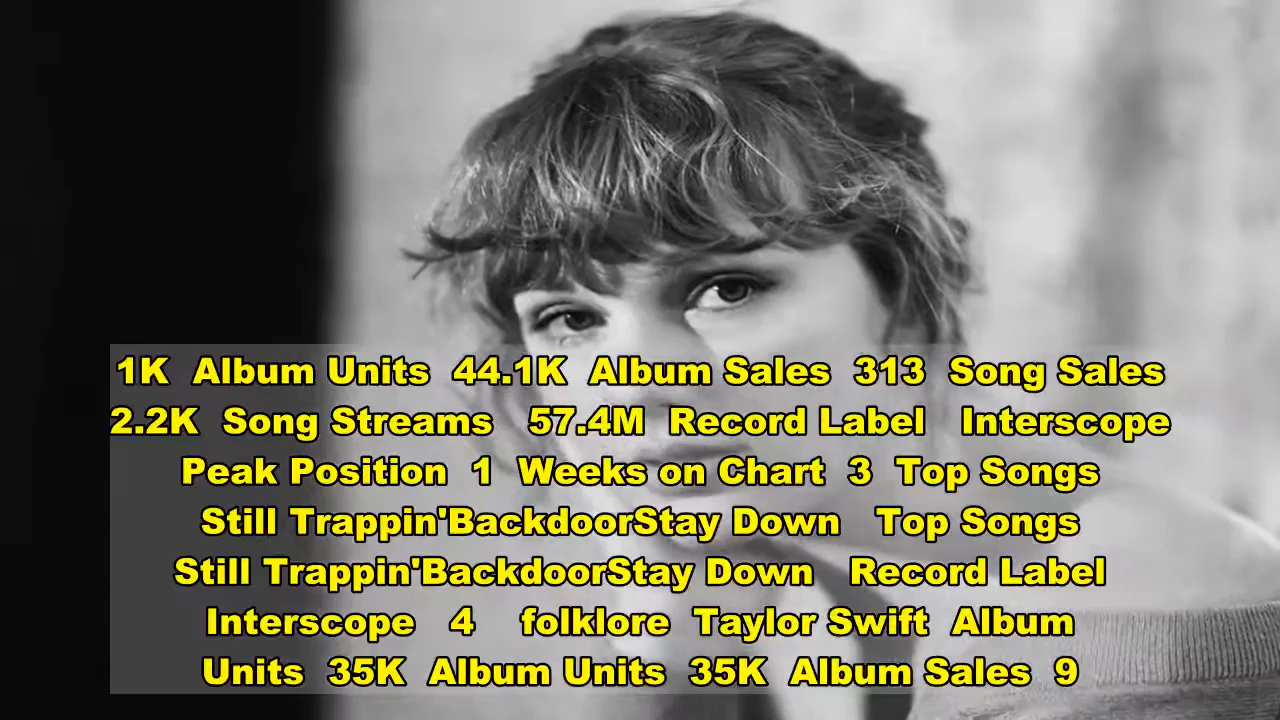 1K Album Units 44.1K Album Sales 313 Song Sales
2.2K Song Streams 57.4M Record Label Interscope
Peak Position 1 Weeks on Chart 3 Top Songs
Still Trappin'BackdoorStay Down Top Songs
Still Trappin'BackdoorStay Down Record Label
Interscope 4 folklore Taylor Swift Album
Units 35K Album Units 35K Album Sales 9